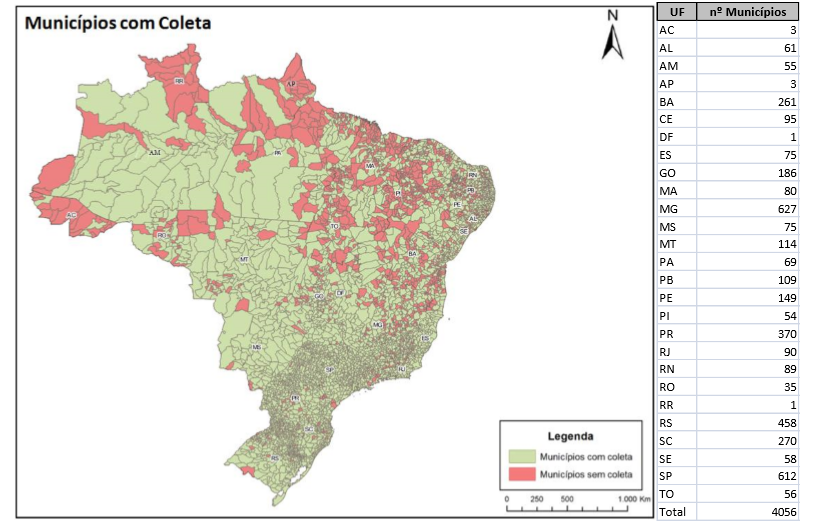 Municípios com Coleta
N
RR
AP
AM
PA
MA
RN
PB
PI
PE
AL
SE
AC
TO
RO
BA
MT
GO
DF
MG
ES
MS
SP
RJ
PR
SC
RS
Legenda
Municípios com coleta
Municípios sem coleta
0 250 500 1.000 Km
UF nº Municípios
AC 3
AL 61
AM 55
AP 3
BA 261
CE 95
DF 1
ES 75
GO 186
MA 80
MG 627
MS 75
MT 114
PA 69
PB 109
PE 149
PI 54
PR 370
RJ 90
RN 89
RO 35
RR 1
RS 458
SC 270
SE 58
SP 612
TO 56
Total 4056